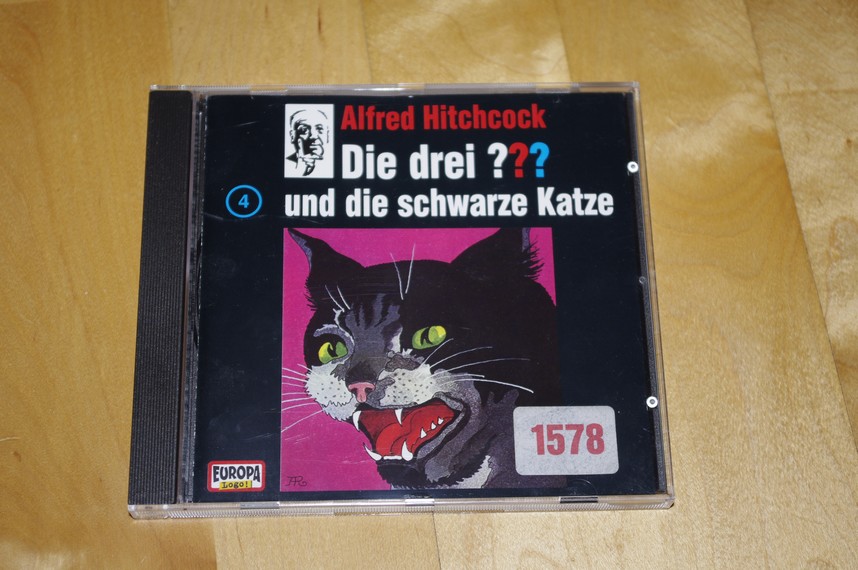 Alfred Hitchcock
Die drei ???
4
und die schwarze Katze
1578
EUROPA
Logo!